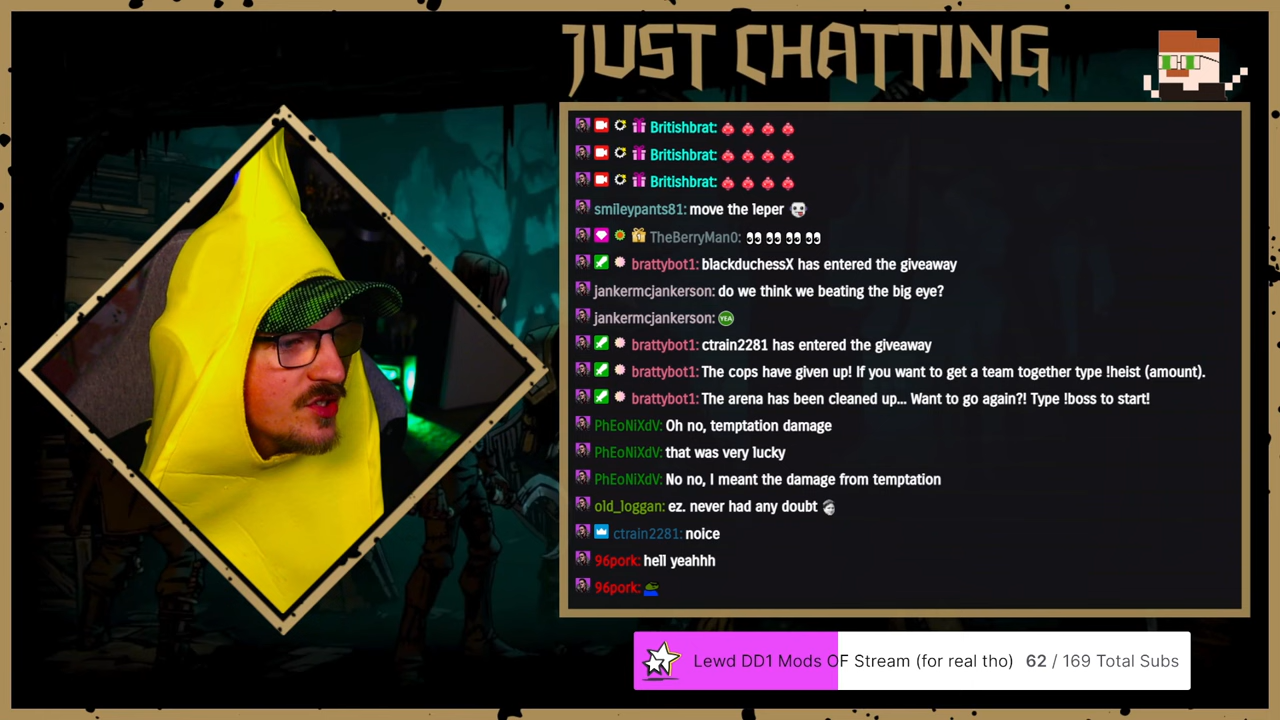 JUST CHATTING
Britishbrat:
Britishbrat:
Britishbrat:
smileypants81: move the leper
TheBerryMan0:
brattybot1: blackduchessX has entered the giveaway
jankermcjankerson: do we think we beating the big eye?
jankermcjankerson: YEA
brattybot1: ctrain2281 has entered the giveaway
brattybot1: The cops have given up! If you want to get a team together type !heist (amount).
brattybot1: The arena has been cleaned up... Want to go again?! Type !boss to start!
PhEoNiXdV: Oh no, temptation damage
PhEoNiXdV: that was very lucky
PhEoNiXdV: No no, I meant the damage from temptation
old_loggan: ez. never had any doubt
ctrain2281: noice
96pork: hell yeahhh
96pork:
Lewd DD1 Mods OF Stream (for real tho) 62 / 169 Total Subs